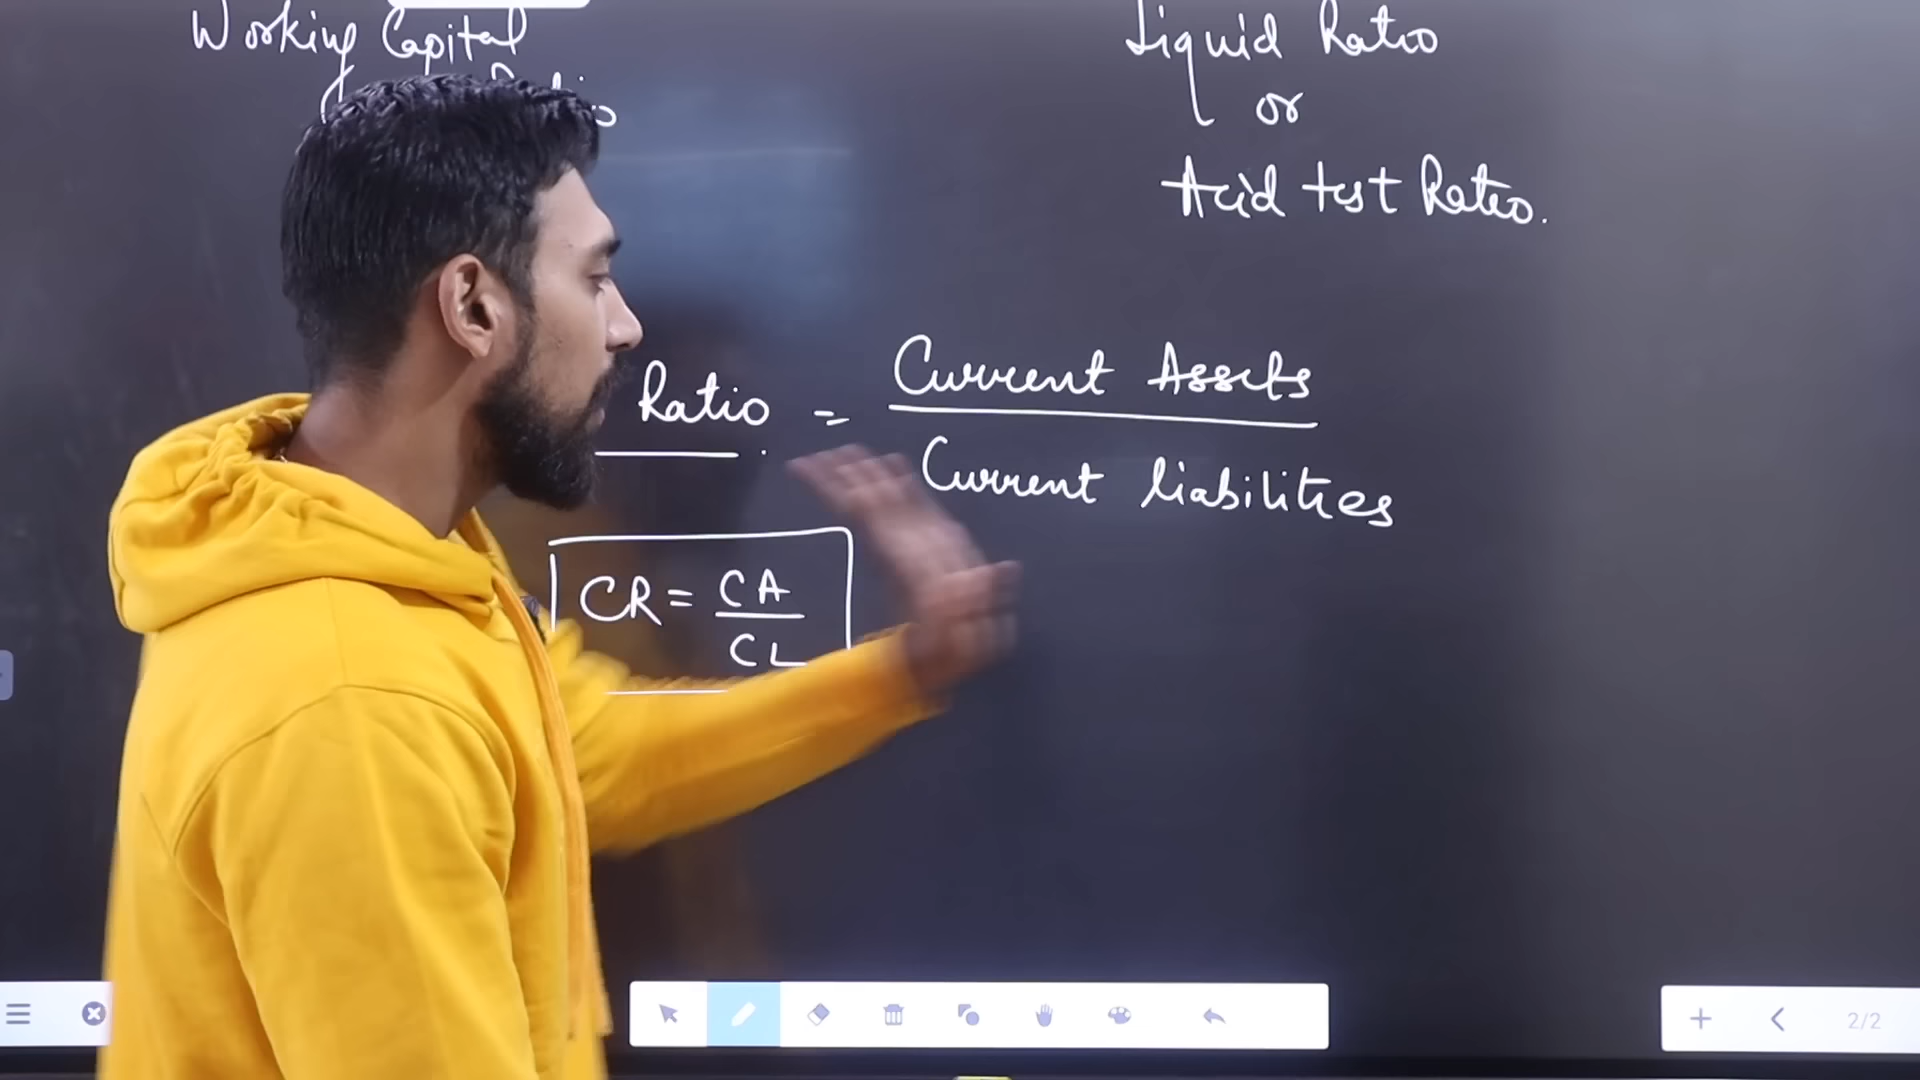 Working Capital
Liquid Ratio
or
Acid test Ratio.
Ratio = Current Assets
Current liabilities
CR = CA
CL
2/2